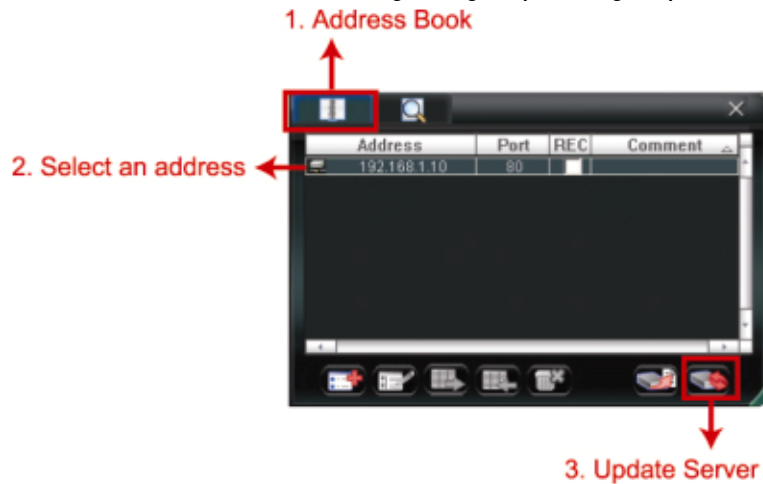 1. Address Book
2. Select an address
Address Port REC Comment
192.168.1.10 80
3. Update Server